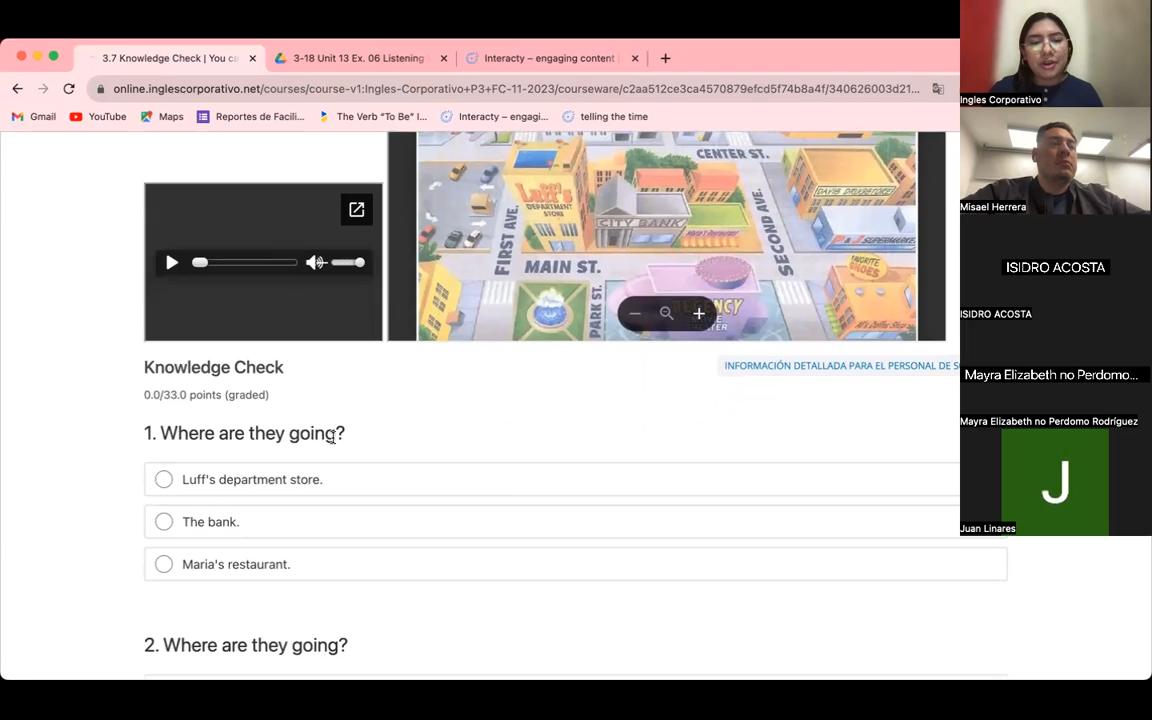 3.7 Knowledge Check | You ca
3-18 Unit 13 Ex. 06 Listening
Interacty – engaging content
online.inglescorporativo.net/courses/course-v1:Ingles-Corporativo+P3+FC-11-2023/courseware/c2aa512ce3ca4570879efcd5f74b8a4f/340626003d21...
Gmail
YouTube
Maps
Reportes de Facili...
The Verb “To Be” I...
Interacty – engagi...
telling the time
CENTER ST.
LUFF'S
DEPARTMENT
STORE
CITY BANK
DAVIS DRUGSTORE
FIRST AVE.
SECOND AVE.
P & J SUPERMARKET
MAIN ST.
PARK ST.
FAVORITE
SHOES
REGENCY
THEATER
Knowledge Check
INFORMACIÓN DETALLADA PARA EL PERSONAL DE S
0.0/33.0 points (graded)
1. Where are they going?
Luff's department store.
The bank.
Maria's restaurant.
2. Where are they going?
Ingles Corporativo
Misael Herrera
ISIDRO ACOSTA
ISIDRO ACOSTA
Mayra Elizabeth no Perdomo...
Mayra Elizabeth no Perdomo Rodríguez
J
Juan Linares